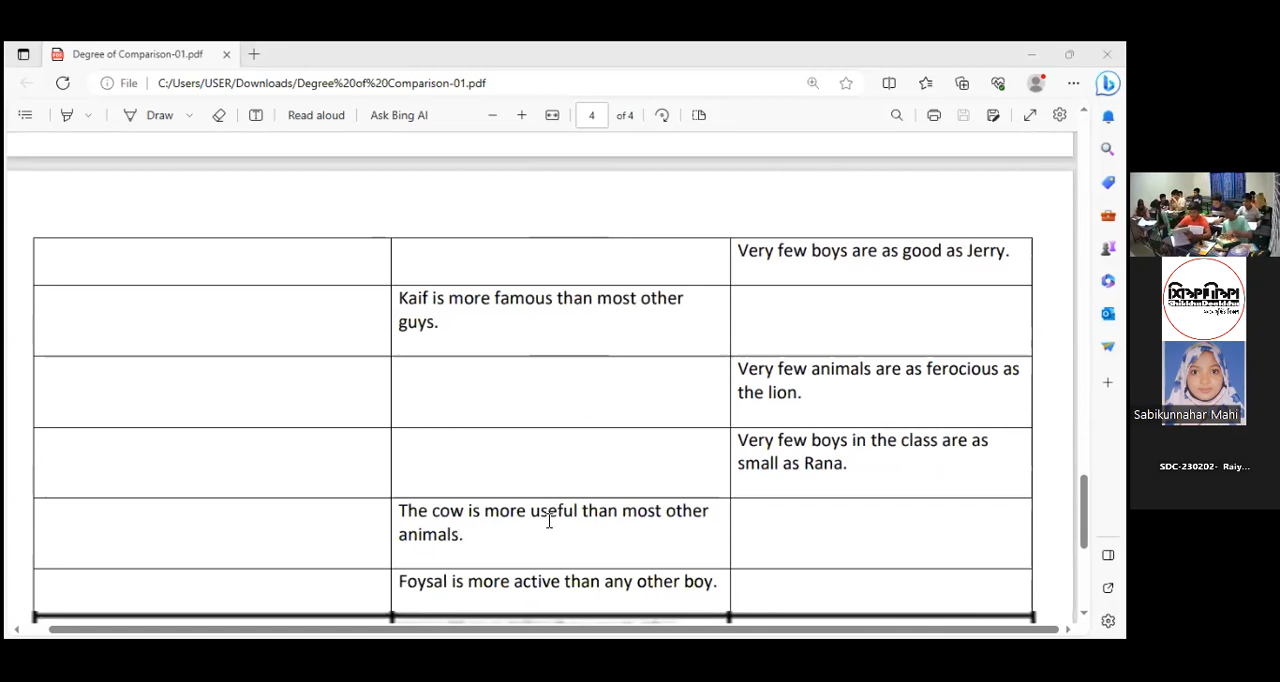 Degree of Comparison-01.pdf
File
C:/Users/USER/Downloads/Degree%20of%20Comparison-01.pdf
Draw
Read aloud
Ask Bing AI
4
of 4
Very few boys are as good as Jerry.
Kaif is more famous than most other
guys.
Very few animals are as ferocious as
the lion.
Very few boys in the class are as
small as Rana.
The cow is more useful than most other
animals.
Foysal is more active than any other boy.
Sabikunnahar Mahi
SDC-230202- Raiy...